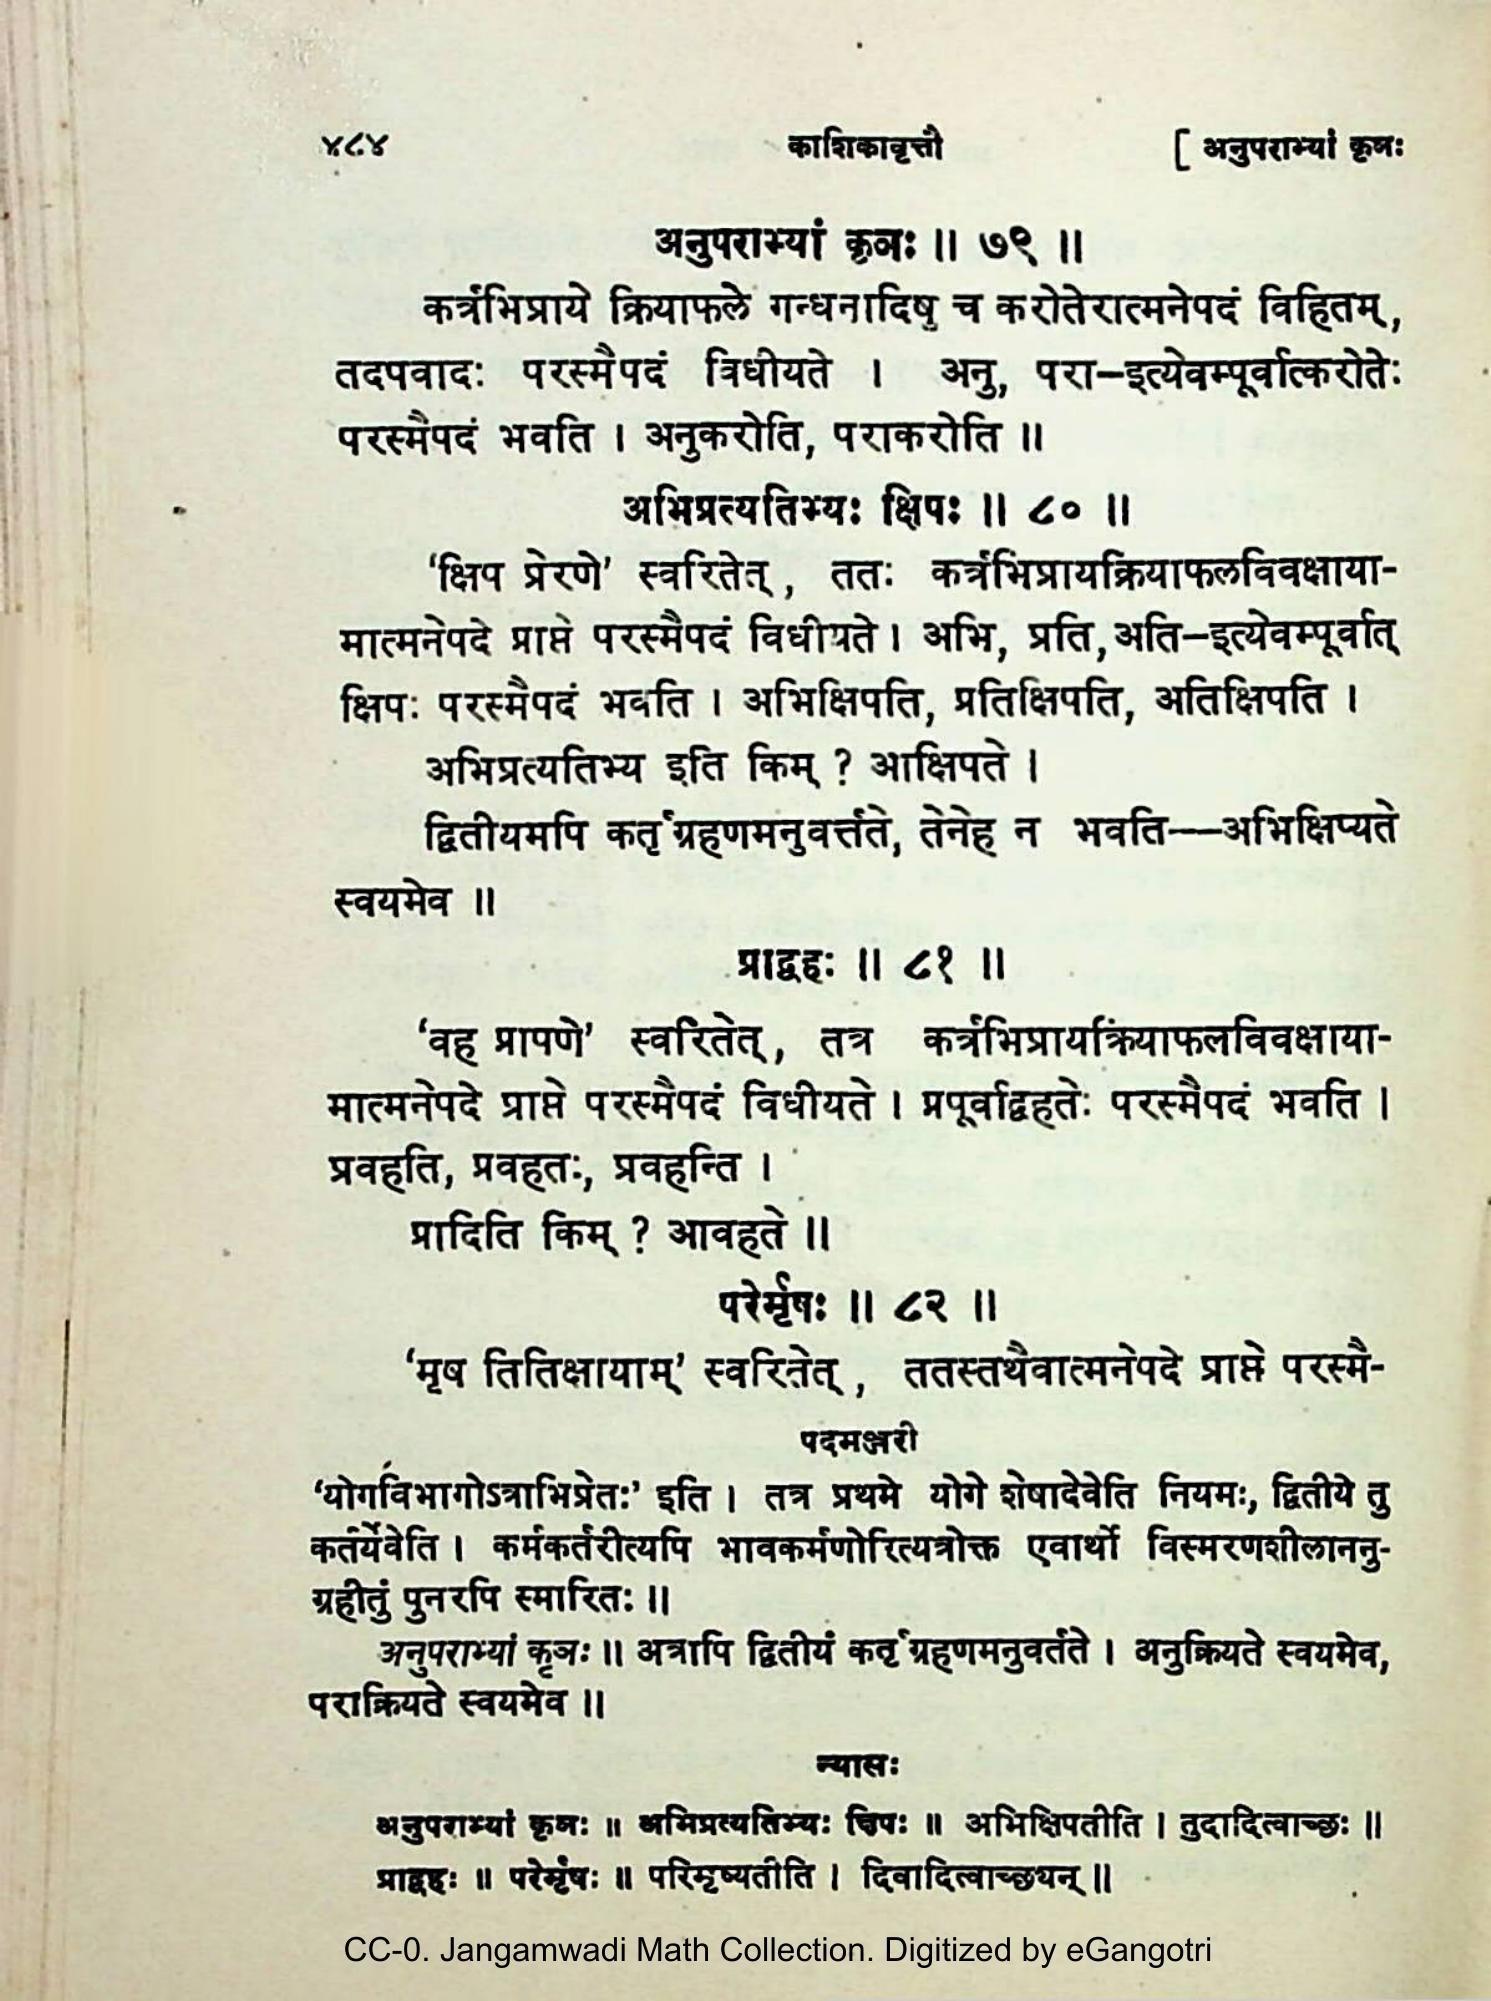 ४८४ काशिकावृत्तौ [ अनुपराभ्यां कृञः
अनुपराभ्यां कृञः ॥ ७९ ॥
कर्त्रभिप्राये क्रियाफले गन्धनादिषु च करोतेरात्मनेपदं विहितम्,
तदपवादः परस्मैपदं विधीयते । अनु, परा–इत्येवम्पूर्वात्करोतेः
परस्मैपदं भवति । अनुकरोति, पराकरोति ॥
अभिप्रत्यतिभ्यः क्षिपः ॥ ८० ॥
‘क्षिप प्रेरणे’ स्वरितेत्, ततः कर्त्रभिप्रायक्रियाफलविवक्षाया-
मात्मनेपदे प्राप्ते परस्मैपदं विधीयते । अभि, प्रति, अति–इत्येवम्पूर्वात्
क्षिपः परस्मैपदं भवति । अभिक्षिपति, प्रतिक्षिपति, अतिक्षिपति ।
अभिप्रत्यतिभ्य इति किम् ? आक्षिपते ।
द्वितीयमपि कर्तृग्रहणमनुवर्त्तते, तेनेह न भवति—अभिक्षिप्यते
स्वयमेव ॥
प्राद्वहः ॥ ८१ ॥
‘वह प्रापणे’ स्वरितेत्, तत्र कर्त्रभिप्रायक्रियाफलविवक्षाया-
मात्मनेपदे प्राप्ते परस्मैपदं विधीयते । प्रपूर्वाद्वहतेः परस्मैपदं भवति ।
प्रवहति, प्रवहतः, प्रवहन्ति ।
प्रादिति किम् ? आवहते ॥
परेर्मृषः ॥ ८२ ॥
‘मृष तितिक्षायाम्’ स्वरितेत्, ततस्तथैवात्मनेपदे प्राप्ते परस्मै-
पदमञ्जरी
‘योगविभागोऽत्राभिप्रेतः’ इति । तत्र प्रथमे योगे शेषादेवेति नियमः, द्वितीये तु
कर्तर्येवेति । कर्मकर्तरीत्यपि भावकर्मणोरित्यत्रोक्त एवार्थो विस्मरणशीलाननु-
ग्रहीतुं पुनरपि स्मारितः ॥
अनुपराभ्यां कृञः ॥ अत्रापि द्वितीयं कर्तृग्रहणमनुवर्तते । अनुक्रियते स्वयमेव,
पराक्रियते स्वयमेव ॥
न्यासः
अनुपराभ्यां कृञः ॥ अभिप्रत्यतिभ्यः क्षिपः ॥ अभिक्षिपतीति । तुदादित्वाच्छः ॥
प्राद्वहः ॥ परेर्मृषः ॥ परिमृष्यतीति । दिवादित्वाच्छ्यन् ॥
CC-0. Jangamwadi Math Collection. Digitized by eGangotri